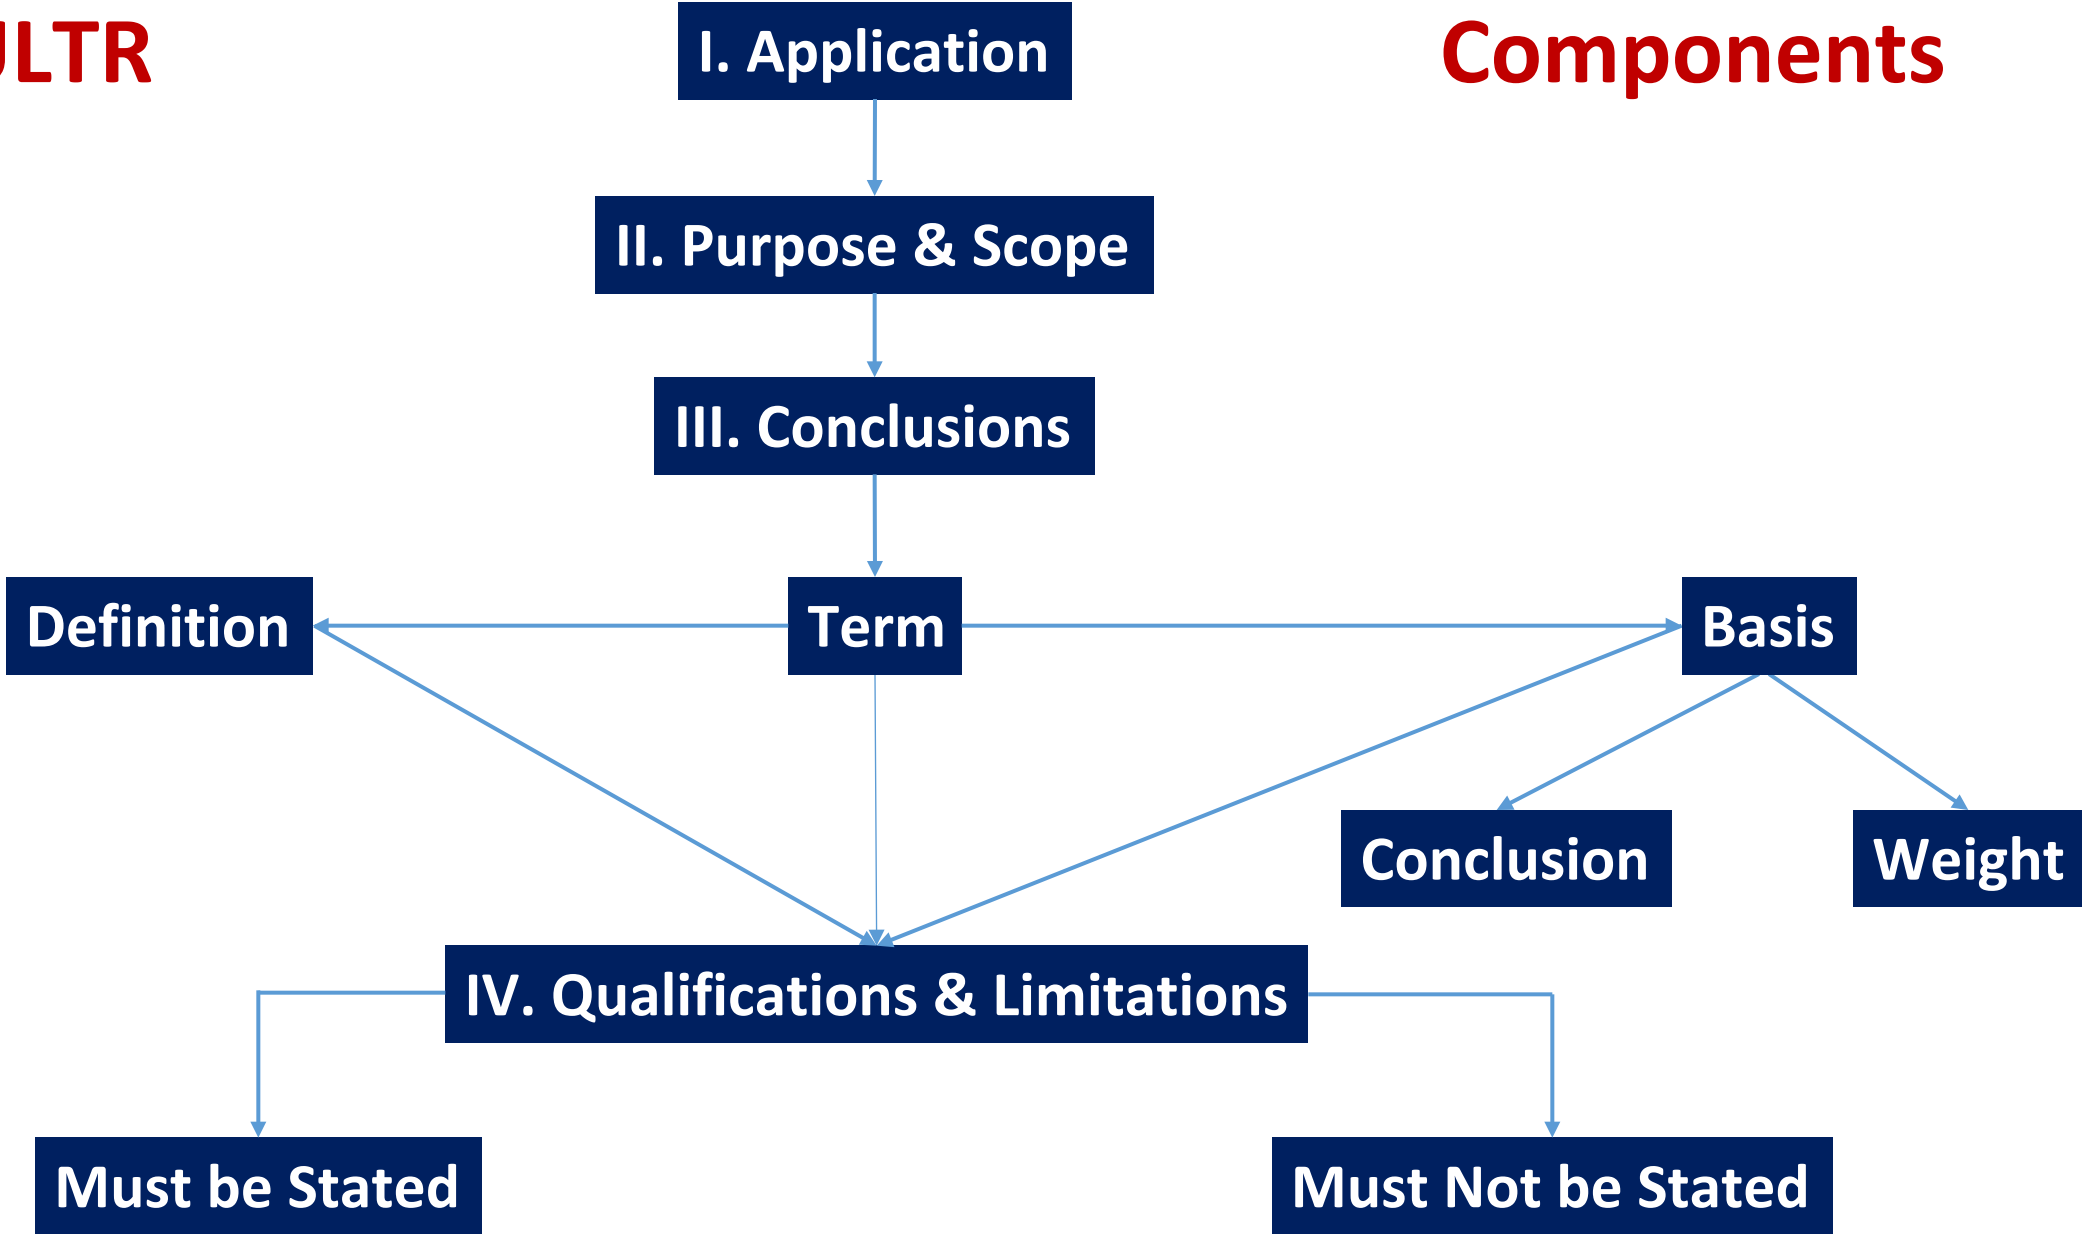 ULTR
Components
I. Application
II. Purpose & Scope
III. Conclusions
Definition
Term
Basis
Conclusion
Weight
IV. Qualifications & Limitations
Must be Stated
Must Not be Stated